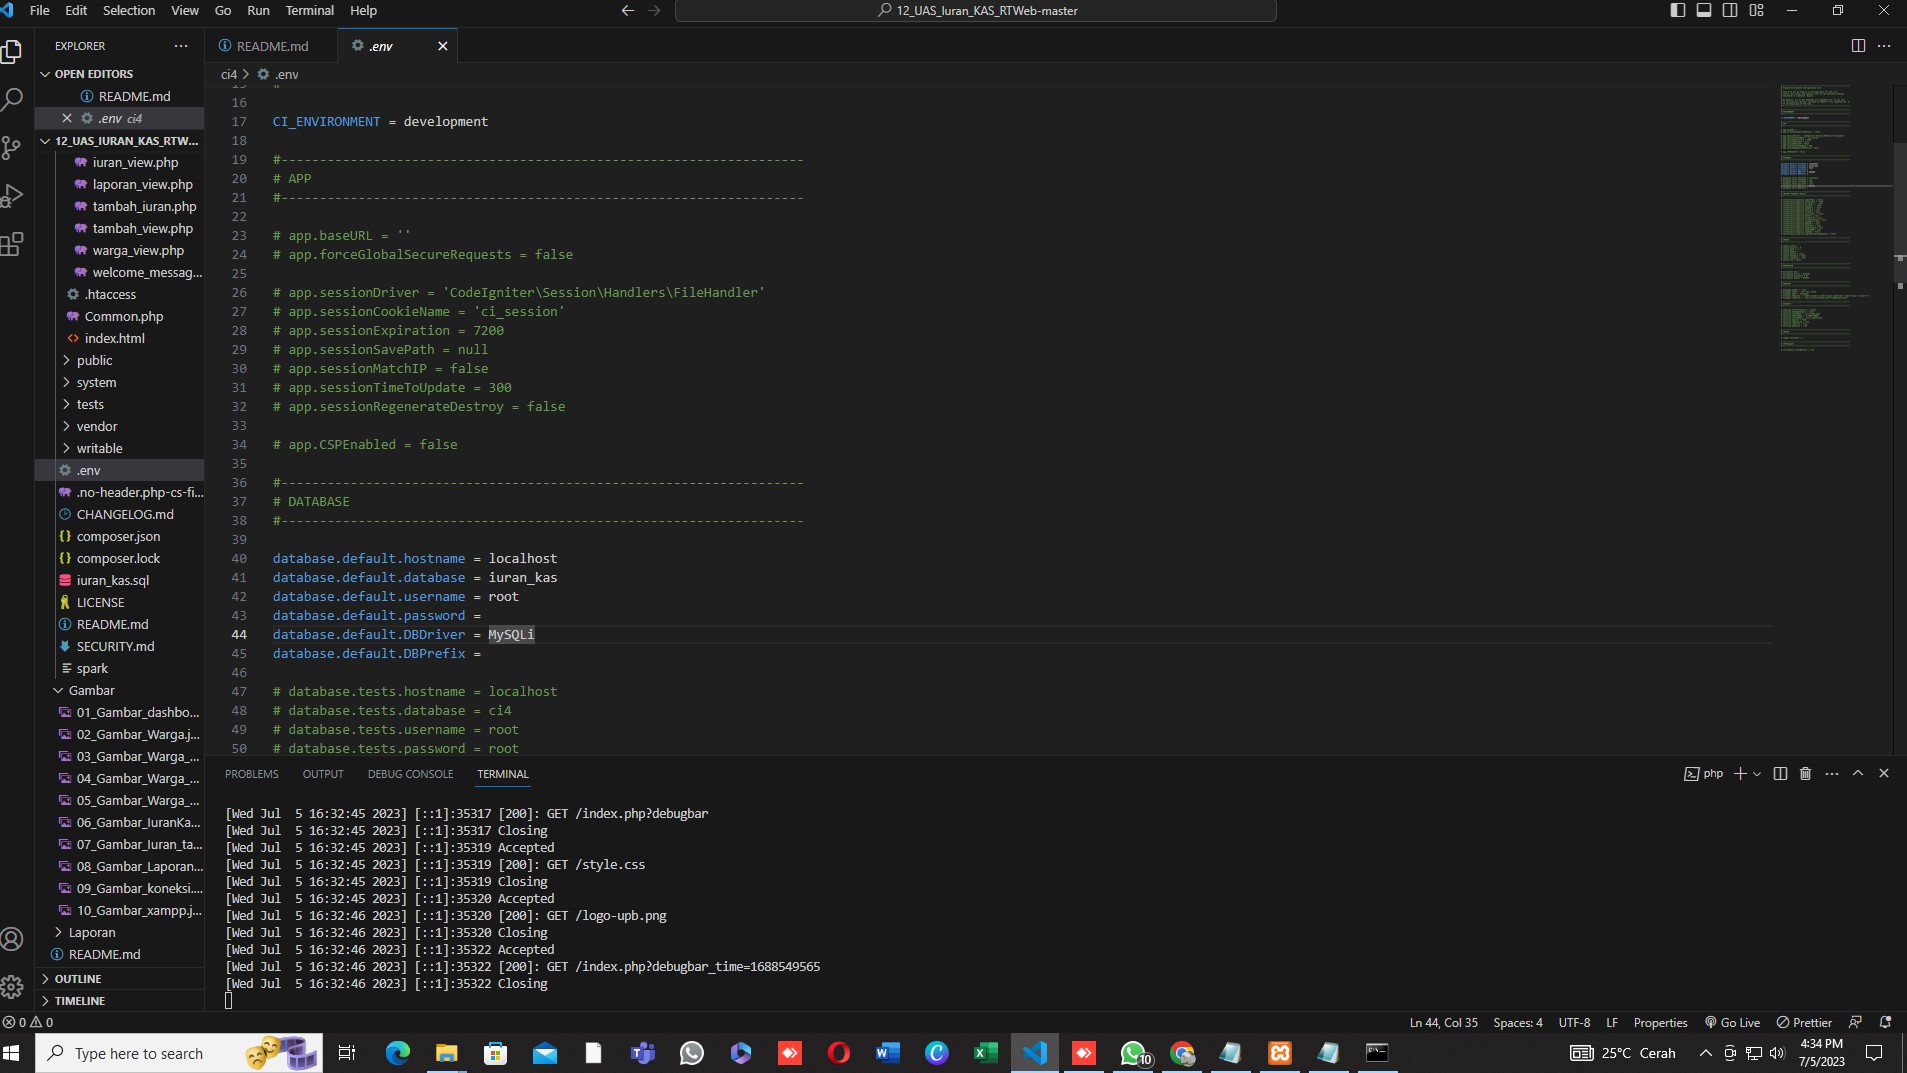 File Edit Selection View Go Run Terminal Help
12_UAS_Iuran_KAS_RTWeb-master
EXPLORER
OPEN EDITORS
README.md
.env ci4
12_UAS_IURAN_KAS_RTW...
iuran_view.php
laporan_view.php
tambah_iuran.php
tambah_view.php
warga_view.php
welcome_messag...
.htaccess
Common.php
index.html
public
system
tests
vendor
writable
.env
.no-header.php-cs-fi...
CHANGELOG.md
composer.json
composer.lock
iuran_kas.sql
LICENSE
README.md
SECURITY.md
spark
Gambar
01_Gambar_dashbo...
02_Gambar_Warga.j...
03_Gambar_Warga_...
04_Gambar_Warga_...
05_Gambar_Warga_...
06_Gambar_IuranKa...
07_Gambar_Iuran_ta...
08_Gambar_Laporan...
09_Gambar_koneksi....
10_Gambar_xampp.j...
Laporan
README.md
OUTLINE
TIMELINE
README.md .env
ci4 > .env
15 #
16
17 CI_ENVIRONMENT = development
18
19 #--------------------------------------------------------------------
20 # APP
21 #--------------------------------------------------------------------
22
23 # app.baseURL = ''
24 # app.forceGlobalSecureRequests = false
25
26 # app.sessionDriver = 'CodeIgniter\Session\Handlers\FileHandler'
27 # app.sessionCookieName = 'ci_session'
28 # app.sessionExpiration = 7200
29 # app.sessionSavePath = null
30 # app.sessionMatchIP = false
31 # app.sessionTimeToUpdate = 300
32 # app.sessionRegenerateDestroy = false
33
34 # app.CSPEnabled = false
35
36 #--------------------------------------------------------------------
37 # DATABASE
38 #--------------------------------------------------------------------
39
40 database.default.hostname = localhost
41 database.default.database = iuran_kas
42 database.default.username = root
43 database.default.password =
44 database.default.DBDriver = MySQLi
45 database.default.DBPrefix =
46
47 # database.tests.hostname = localhost
48 # database.tests.database = ci4
49 # database.tests.username = root
50 # database.tests.password = root
PROBLEMS OUTPUT DEBUG CONSOLE TERMINAL
php
[Wed Jul  5 16:32:45 2023] [::1]:35317 [200]: GET /index.php?debugbar
[Wed Jul  5 16:32:45 2023] [::1]:35317 Closing
[Wed Jul  5 16:32:45 2023] [::1]:35319 Accepted
[Wed Jul  5 16:32:45 2023] [::1]:35319 [200]: GET /style.css
[Wed Jul  5 16:32:45 2023] [::1]:35319 Closing
[Wed Jul  5 16:32:45 2023] [::1]:35320 Accepted
[Wed Jul  5 16:32:46 2023] [::1]:35320 [200]: GET /logo-upb.png
[Wed Jul  5 16:32:46 2023] [::1]:35320 Closing
[Wed Jul  5 16:32:46 2023] [::1]:35322 Accepted
[Wed Jul  5 16:32:46 2023] [::1]:35322 [200]: GET /index.php?debugbar_time=1688549565
[Wed Jul  5 16:32:46 2023] [::1]:35322 Closing
0 0
Ln 44, Col 35 Spaces: 4 UTF-8 LF Properties Go Live Prettier
Type here to search
10
25°C Cerah
4:34 PM
7/5/2023